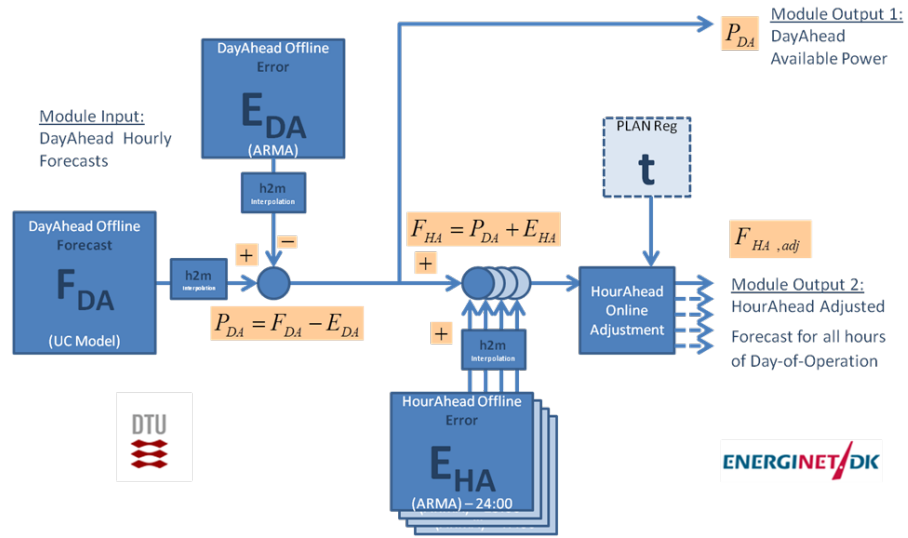 Module Output 1:
DayAhead
Available Power
P_DA
DayAhead Offline
Error
E_DA
(ARMA)
Module Input:
DayAhead Hourly
Forecasts
h2m
Interpolation
PLAN Reg
t
DayAhead Offline
Forecast
F_DA
(UC Model)
h2m
Interpolation
+
−
P_DA = F_DA − E_DA
F_HA = P_DA + E_HA
+
+
h2m
Interpolation
HourAhead
Online
Adjustment
F_HA,adj
Module Output 2:
HourAhead Adjusted
Forecast for all hours
of Day-of-Operation
HourAhead Offline
Error
E_HA
(ARMA) – 24:00
DTU
ENERGINET/DK